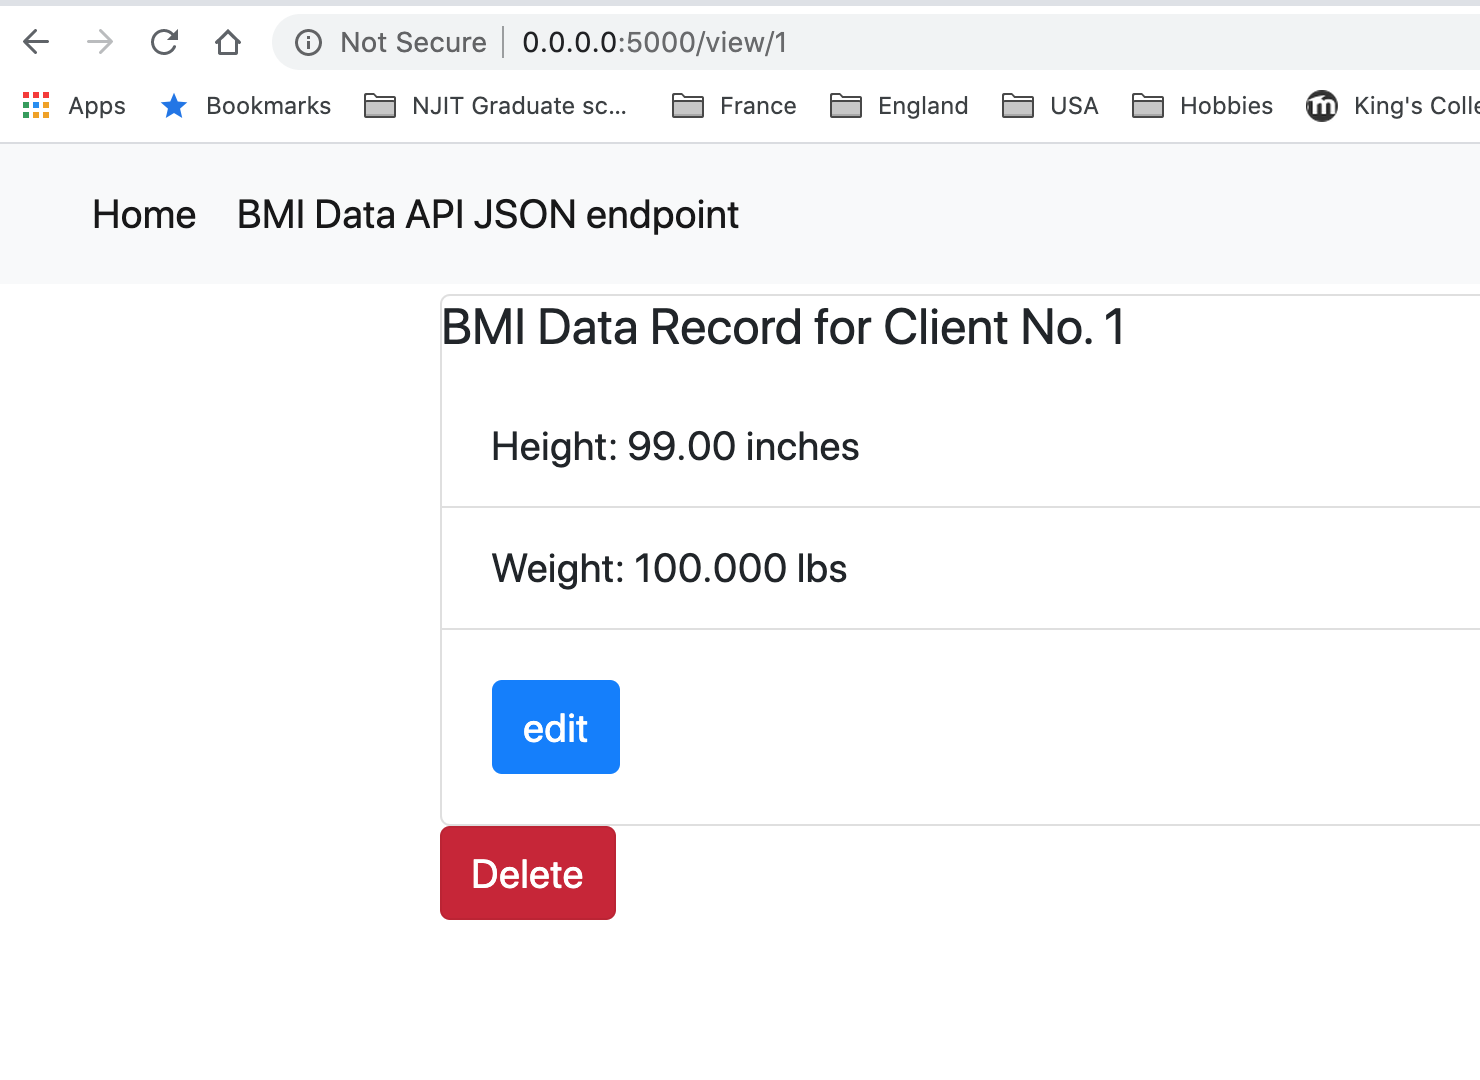 Not Secure | 0.0.0.0:5000/view/1
Apps Bookmarks NJIT Graduate sc... France England USA Hobbies King's Colle
Home BMI Data API JSON endpoint
BMI Data Record for Client No. 1
Height: 99.00 inches
Weight: 100.000 lbs
edit
Delete